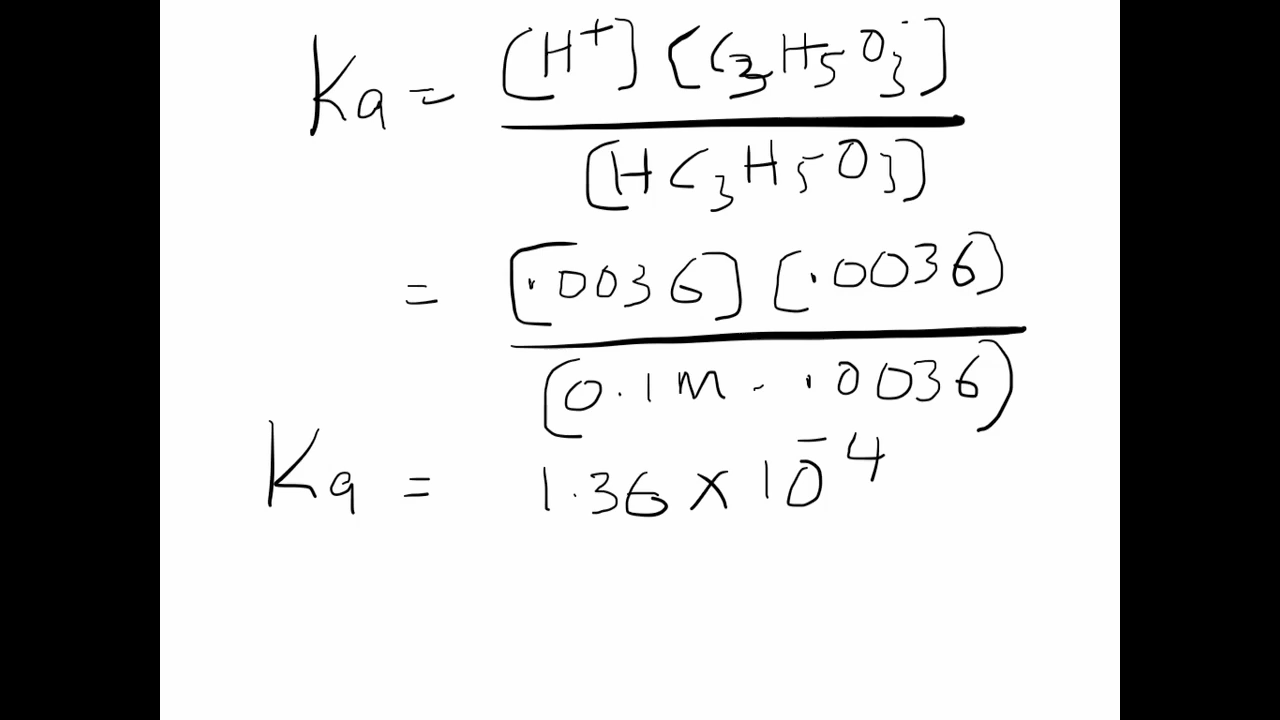 Ka = [H⁺] [C₃H₅O₃⁻]
[HC₃H₅O₃]
= [.0036] [.0036]
[0.1M - .0036]
Ka = 1.36 x 10⁻⁴